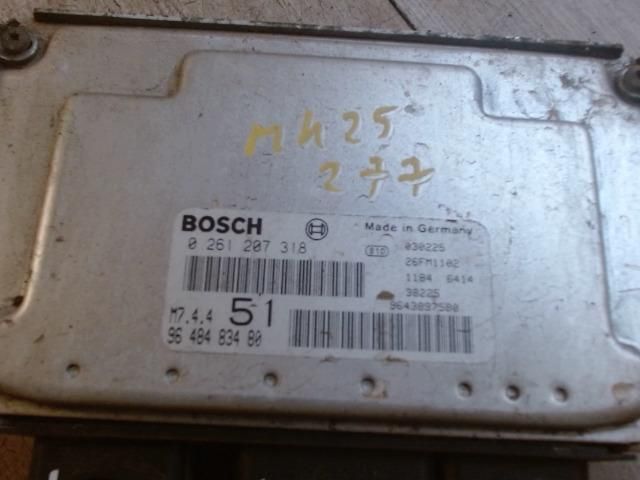 MH25
277
BOSCH
Made in Germany
0 261 207 318
030225
26FM1102
1184 6414
38225
9643897580
M7.4.4 51
96 484 834 80